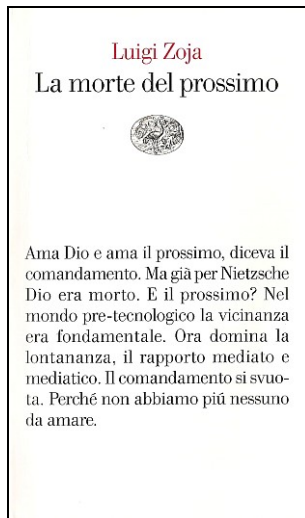 Luigi Zoja
La morte del prossimo
Ama Dio e ama il prossimo, diceva il
comandamento. Ma già per Nietzsche
Dio era morto. E il prossimo? Nel
mondo pre-tecnologico la vicinanza
era fondamentale. Ora domina la
lontananza, il rapporto mediato e
mediatico. Il comandamento si svuo-
ta. Perché non abbiamo piú nessuno
da amare.